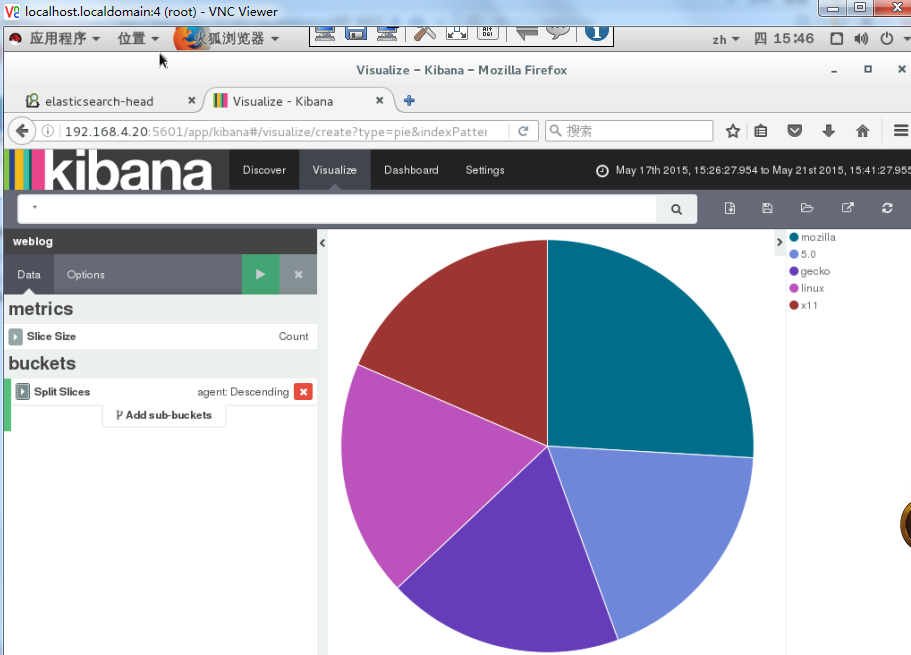 localhost.localdomain:4 (root) - VNC Viewer
应用程序 位置 火狐浏览器 zh 四 15:46
Visualize - Kibana - Mozilla Firefox
elasticsearch-head Visualize - Kibana
192.168.4.20:5601/app/kibana#/visualize/create?type=pie&indexPatter 搜索
kibana Discover Visualize Dashboard Settings May 17th 2015, 15:26:27.954 to May 21st 2015, 15:41:27.955
*
weblog
Data Options
metrics
Slice Size Count
buckets
Split Slices agent: Descending
Add sub-buckets
mozilla
5.0
gecko
linux
x11